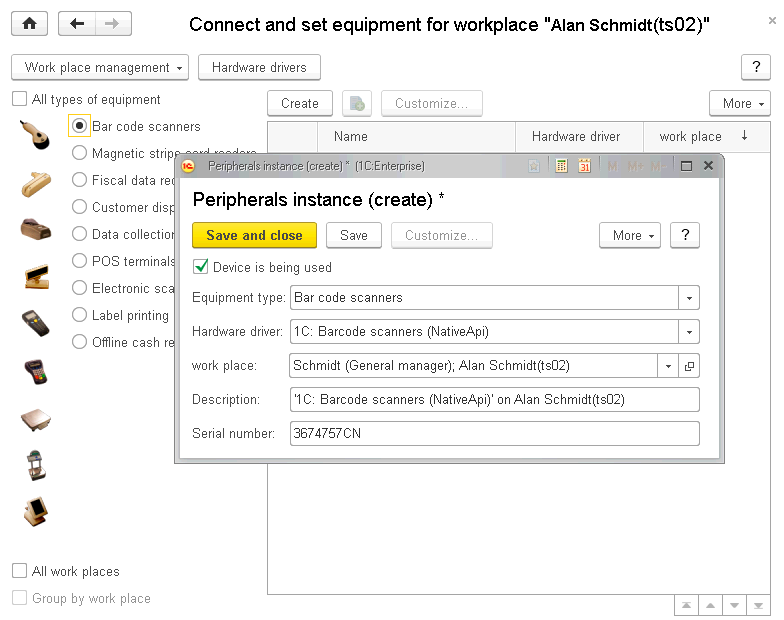 Connect and set equipment for workplace "Alan Schmidt(ts02)"
Work place management
Hardware drivers
?
All types of equipment
Create
Customize...
More
Bar code scanners
Name
Hardware driver
work place ↓
Magnetic stripe card readers
Fiscal data rec
Customer disp
Data collection
POS terminals
Electronic sca
Label printing
Offline cash re
Peripherals instance (create) * (1C:Enterprise)
31
M M+ M-
Peripherals instance (create) *
Save and close
Save
Customize...
More
?
Device is being used
Equipment type: Bar code scanners
Hardware driver: 1C: Barcode scanners (NativeApi)
work place: Schmidt (General manager); Alan Schmidt(ts02)
Description: '1C: Barcode scanners (NativeApi)' on Alan Schmidt(ts02)
Serial number: 3674757CN
All work places
Group by work place